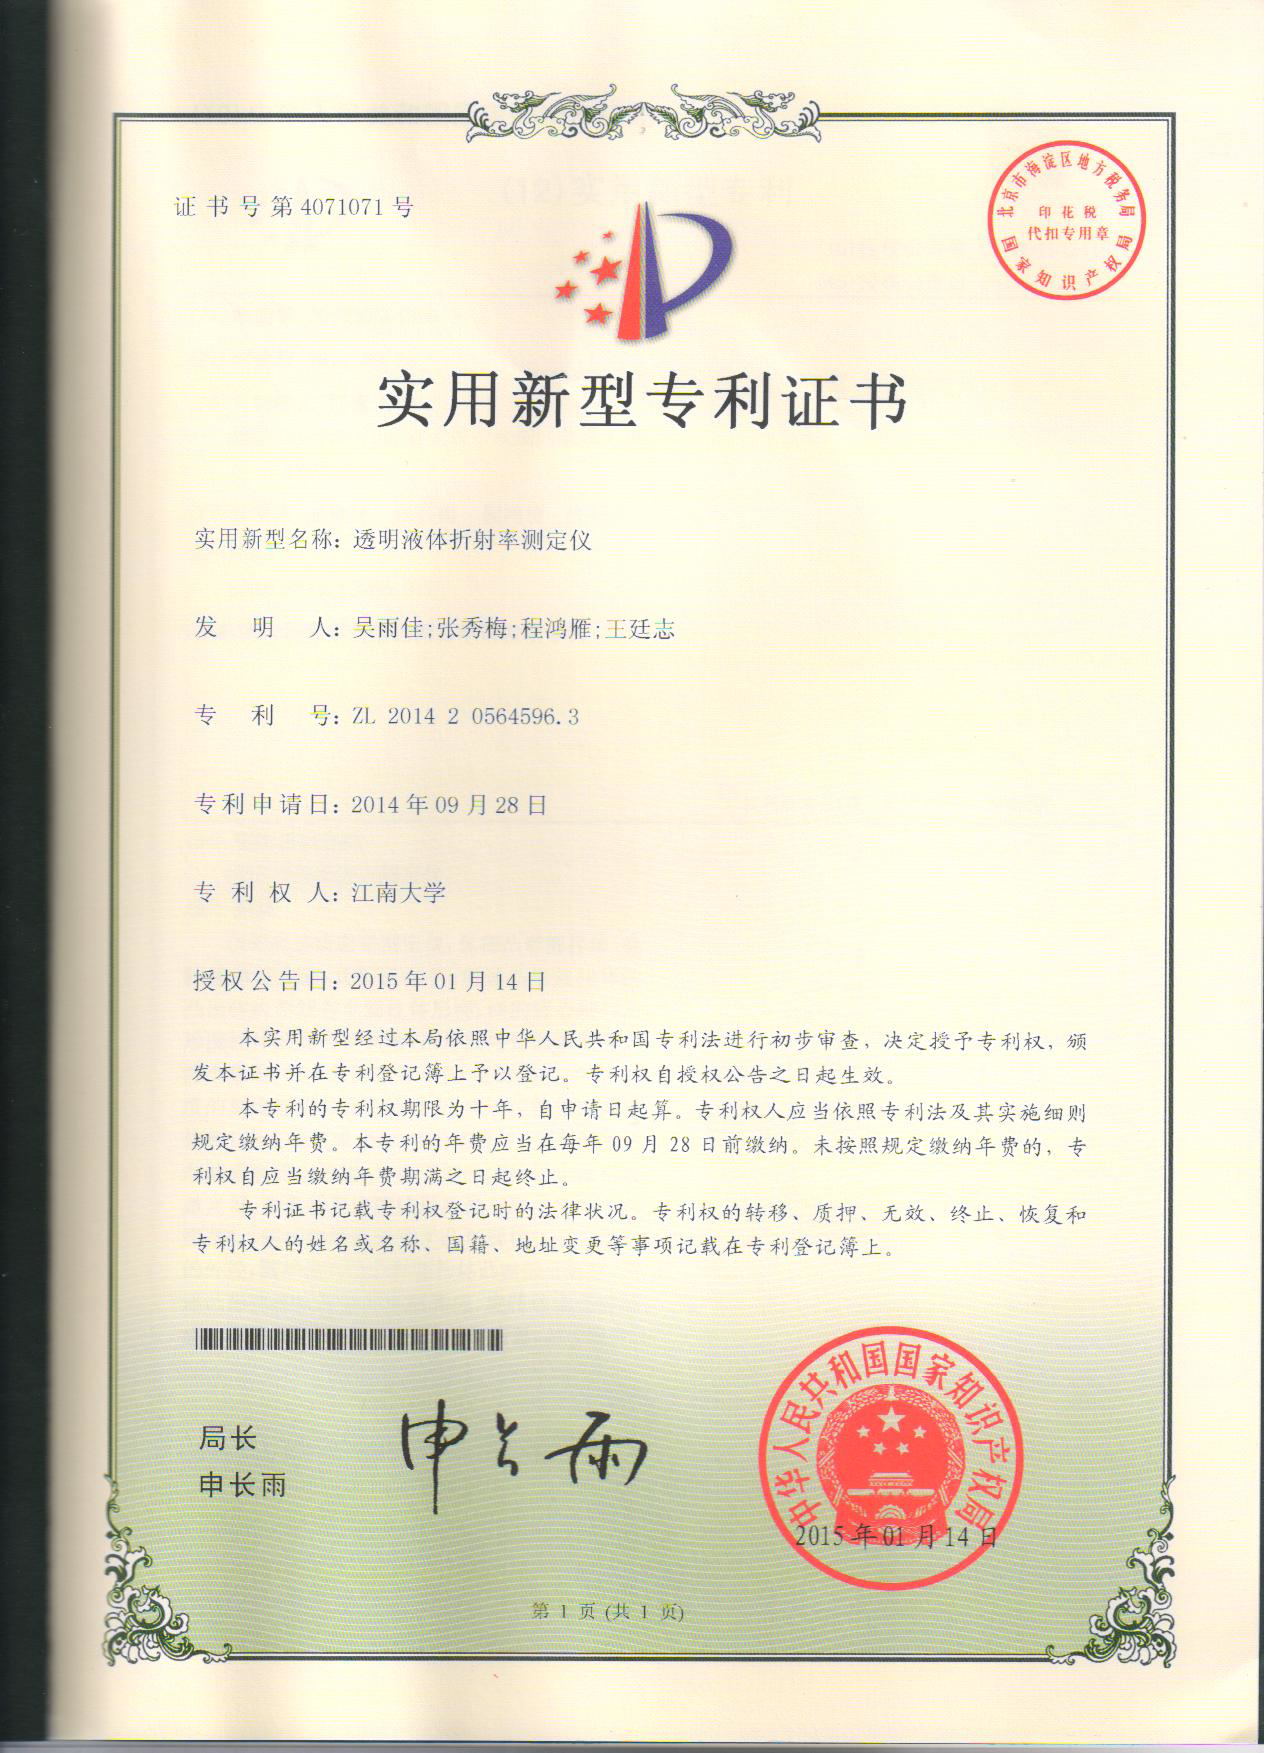 证书号第4071071号
北京市海淀区地方税务局
印花税
代扣专用章
国家知识产权局
实用新型专利证书
实用新型名称：透明液体折射率测定仪
发明人：吴雨佳;张秀梅;程鸿雁;王廷志
专利号：ZL 2014 2 0564596.3
专利申请日：2014年09月28日
专利权人：江南大学
授权公告日：2015年01月14日
本实用新型经过本局依照中华人民共和国专利法进行初步审查，决定授予专利权，颁
发本证书并在专利登记簿上予以登记。专利权自授权公告之日起生效。
本专利的专利权期限为十年，自申请日起算。专利权人应当依照专利法及其实施细则
规定缴纳年费。本专利的年费应当在每年09月28日前缴纳。未按照规定缴纳年费的，专
利权自应当缴纳年费期满之日起终止。
专利证书记载专利权登记时的法律状况。专利权的转移、质押、无效、终止、恢复和
专利权人的姓名或名称、国籍、地址变更等事项记载在专利登记簿上。
局长
申长雨
申长雨
中华人民共和国国家知识产权局
2015年01月14日
第 1 页 (共 1 页)